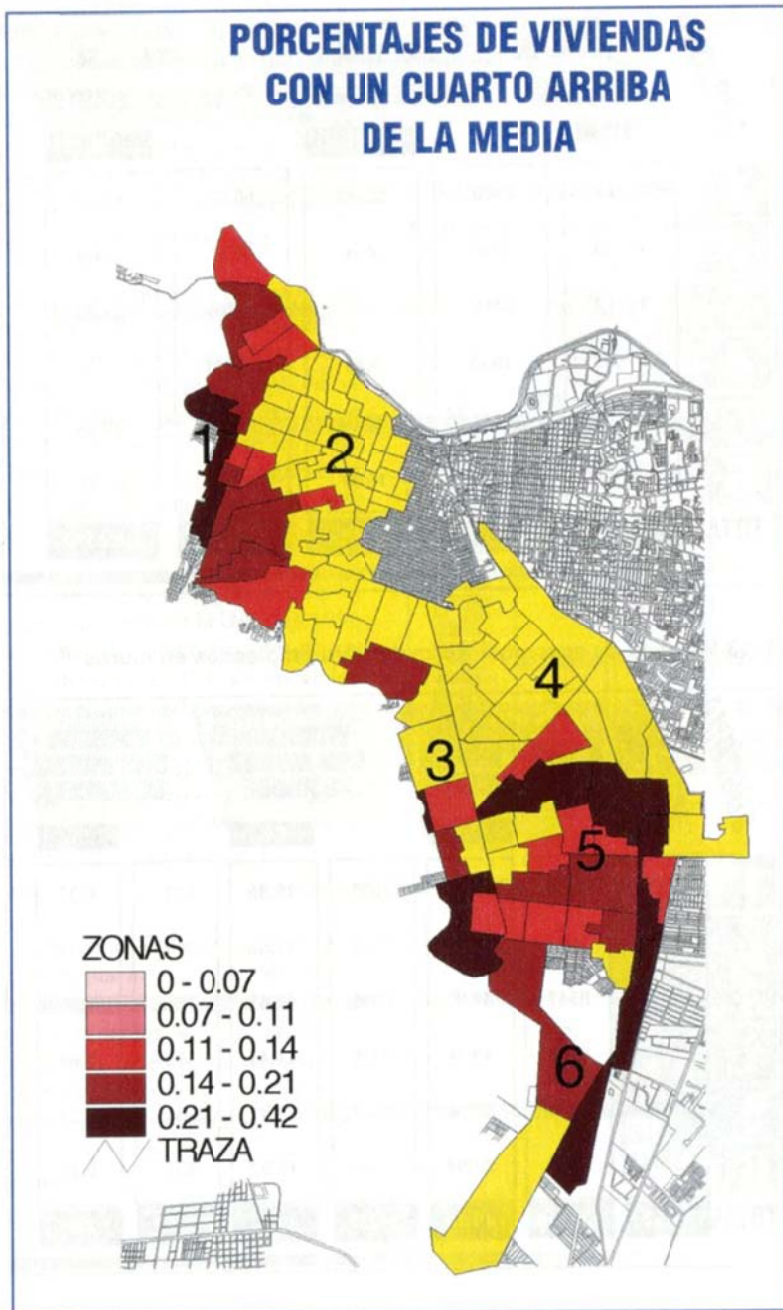 PORCENTAJES DE VIVIENDAS
CON UN CUARTO ARRIBA
DE LA MEDIA
1
2
4
3
5
6
ZONAS
0 - 0.07
0.07 - 0.11
0.11 - 0.14
0.14 - 0.21
0.21 - 0.42
TRAZA